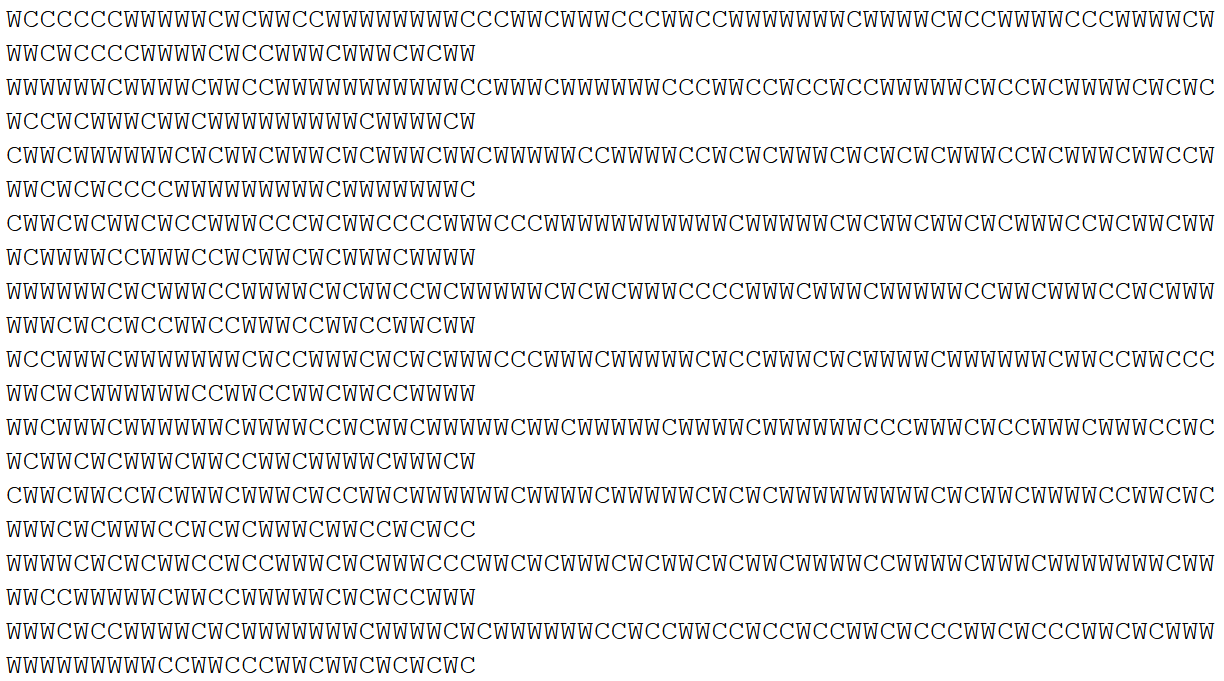 WCCCCCCWWWWWCWCWWCCWWWWWWWWCCCWWCWWWCCCWWCCWWWWWWWCWWWWCWCCWWWWCCCWWWWCW
WWCWCCCCWWWWCWCCWWWCWWWCWCWW
WWWWWWCWWWWCWWCCWWWWWWWWWWWCCWWWCWWWWWWCCCWWCCWCCWCCWWWWWCWCCWCWWWWCWCWC
WCCWCWWWCWWCWWWWWWWWWCWWWWCW
CWWCWWWWWWCWCWWCWWWCWCWWWCWWCWWWWWCCWWWWCCWCWCWWWCWCWCWCWWWCCWCWWWCWWCCW
WWCWCWCCCCWWWWWWWWWCWWWWWWWC
CWWCWCWWCWCCWWWCCCWCWWCCCCWWWCCCWWWWWWWWWWWCWWWWWCWCWWCWWCWCWWWCCWCWWCWW
WCWWWWCCWWWCCWCWWCWCWWWCWWWW
WWWWWWCWCWWWCCWWWWCWCWWCCWCWWWWWCWCWCWWWCCCCWWWCWWWCWWWWWCCWWCWWWCCWCWWW
WWWCWCCWCCWWCCWWWCCWWCCWWCWW
WCCWWWCWWWWWWWCWCCWWWCWCWCWWWCCCWWWCWWWWWCWCCWWWCWCWWWWCWWWWWWCWWCCWWCCC
WWCWCWWWWWWCCWWCCWWCWWCCWWWW
WWCWWWCWWWWWWCWWWWCCWCWWCWWWWWCWWCWWWWWCWWWWCWWWWWWCCCWWWCWCCWWWCWWWCCWC
WCWWCWCWWWCWWCCWWCWWWWCWWWCW
CWWCWWCCWCWWWCWWWCWCCWWCWWWWWWCWWWWCWWWWWCWCWCWWWWWWWWWCWCWWCWWWWCCWWCWC
WWWCWCWWWCCWCWCWWWCWWCCWCWCC
WWWWCWCWCWWCCWCCWWWCWCWWWCCCWWCWCWWWCWCWWCWCWWCWWWWCCWWWWCWWWCWWWWWWWCWW
WWCCWWWWWCWWCCWWWWWCWCWCCWWW
WWWCWCCWWWWCWCWWWWWWWCWWWWCWCWWWWWWCCWCCWWCCWCCWCCWWCWCCCWWCWCCCWWCWCWWW
WWWWWWWWWCCWWCCCWWCWWCWCWCWC